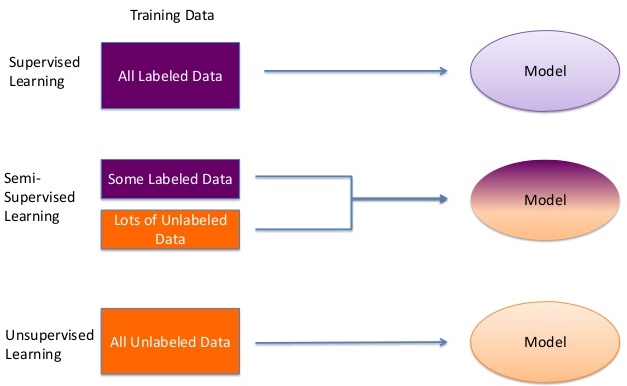 Training Data
Supervised
Learning
All Labeled Data
Model
Semi-
Supervised
Learning
Some Labeled Data
Lots of Unlabeled
Data
Model
Unsupervised
Learning
All Unlabeled Data
Model